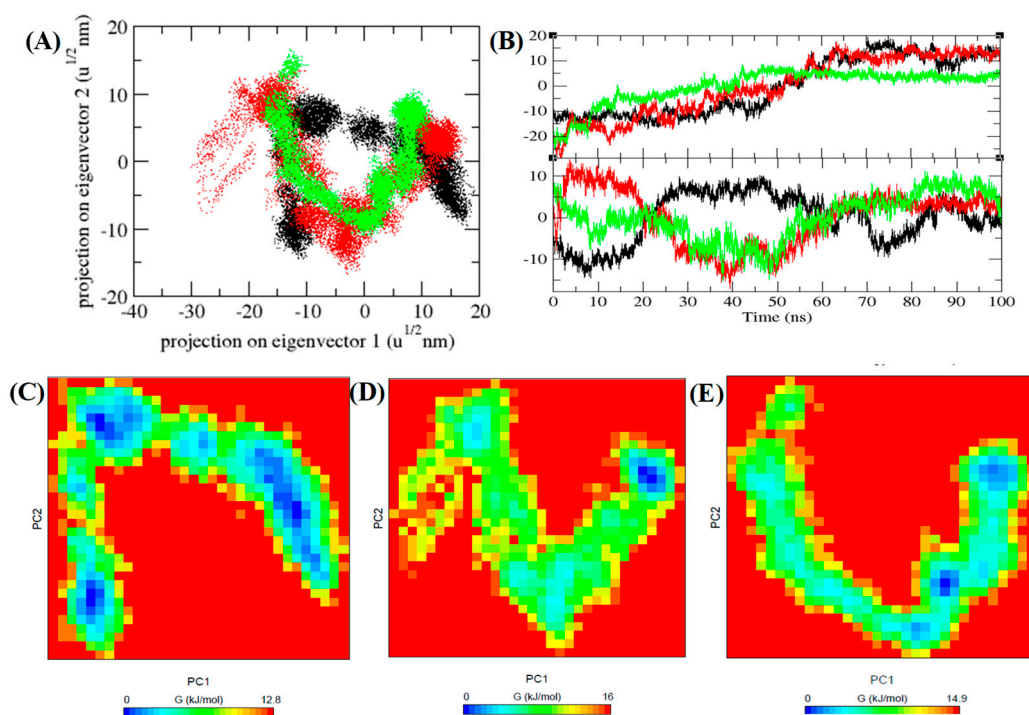 (A)
projection on eigenvector 2 (u^1/2 nm)
20
10
0
-10
-20
-40 -30 -20 -10 0 10 20
projection on eigenvector 1 (u^1/2 nm)
(B)
20
10
0
-10
-20
10
0
-10
0 10 20 30 40 50 60 70 80 90 100
Time (ns)
(C)
PC2
PC1
G (kJ/mol)
0 12.8
(D)
PC2
PC1
G (kJ/mol)
0 16
(E)
PC2
PC1
G (kJ/mol)
0 14.9